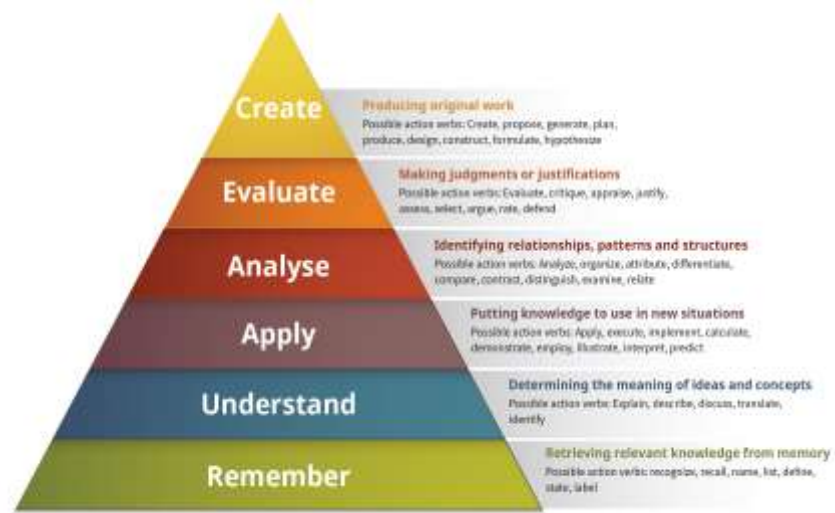 Create
Producing original work
Possible action verbs: Create, propose, generate, plan,
produce, design, construct, formulate, hypothesize
Evaluate
Making judgments or justifications
Possible action verbs: Evaluate, critique, appraise, justify,
assess, select, argue, rate, defend
Analyse
Identifying relationships, patterns and structures
Possible action verbs: Analyze, organize, attribute, differentiate,
compare, contrast, distinguish, examine, relate
Apply
Putting knowledge to use in new situations
Possible action verbs: Apply, execute, implement, calculate,
demonstrate, employ, illustrate, interpret, predict
Understand
Determining the meaning of ideas and concepts
Possible action verbs: Explain, describe, discuss, translate,
identify
Remember
Retrieving relevant knowledge from memory
Possible action verbs: recognize, recall, name, list, define,
state, label